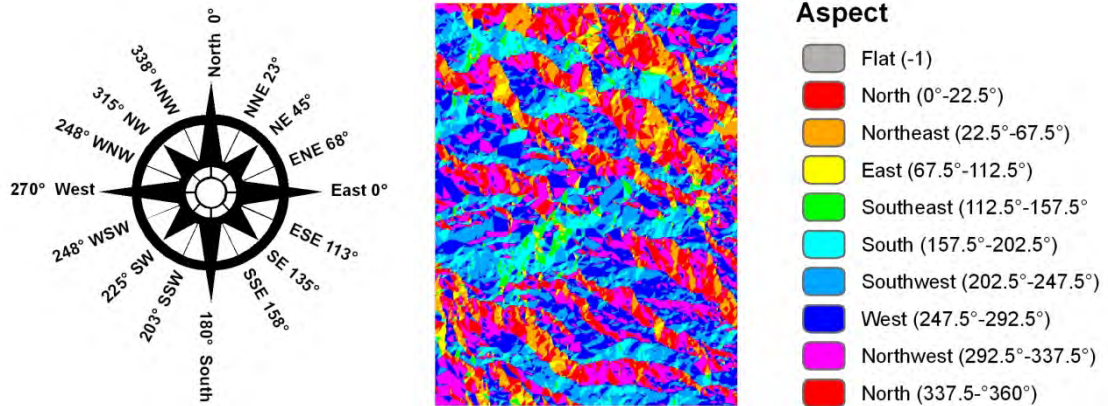 North 0°
NNE 23°
NE 45°
ENE 68°
East 0°
ESE 113°
SE 135°
SSE 158°
180° South
203° SSW
225° SW
248° WSW
270° West
248° WNW
315° NW
338° NNW
Aspect
Flat (-1)
North (0°-22.5°)
Northeast (22.5°-67.5°)
East (67.5°-112.5°)
Southeast (112.5°-157.5°
South (157.5°-202.5°)
Southwest (202.5°-247.5°)
West (247.5°-292.5°)
Northwest (292.5°-337.5°)
North (337.5-°360°)